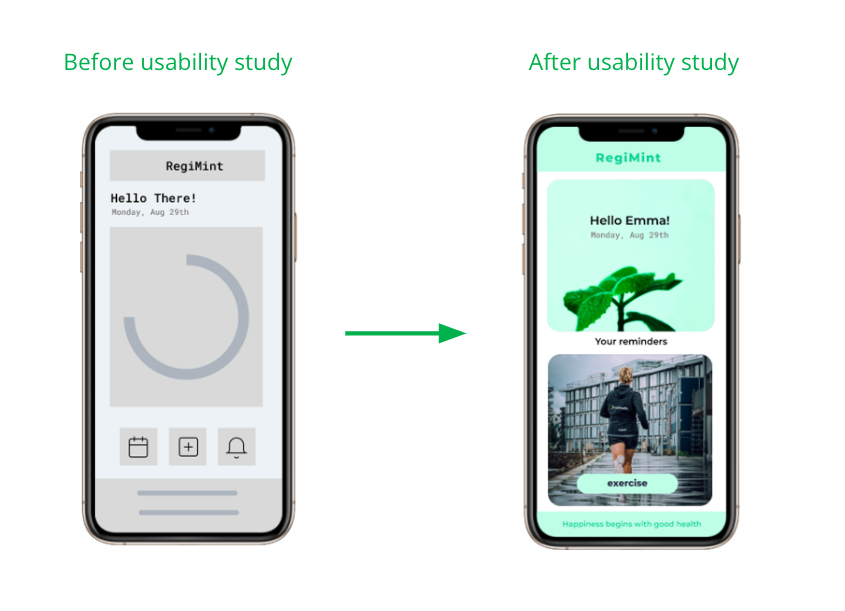 Before usability study
After usability study
RegiMint
Hello There!
Monday, Aug 29th
RegiMint
Hello Emma!
Monday, Aug 29th
Your reminders
exercise
Happiness begins with good health